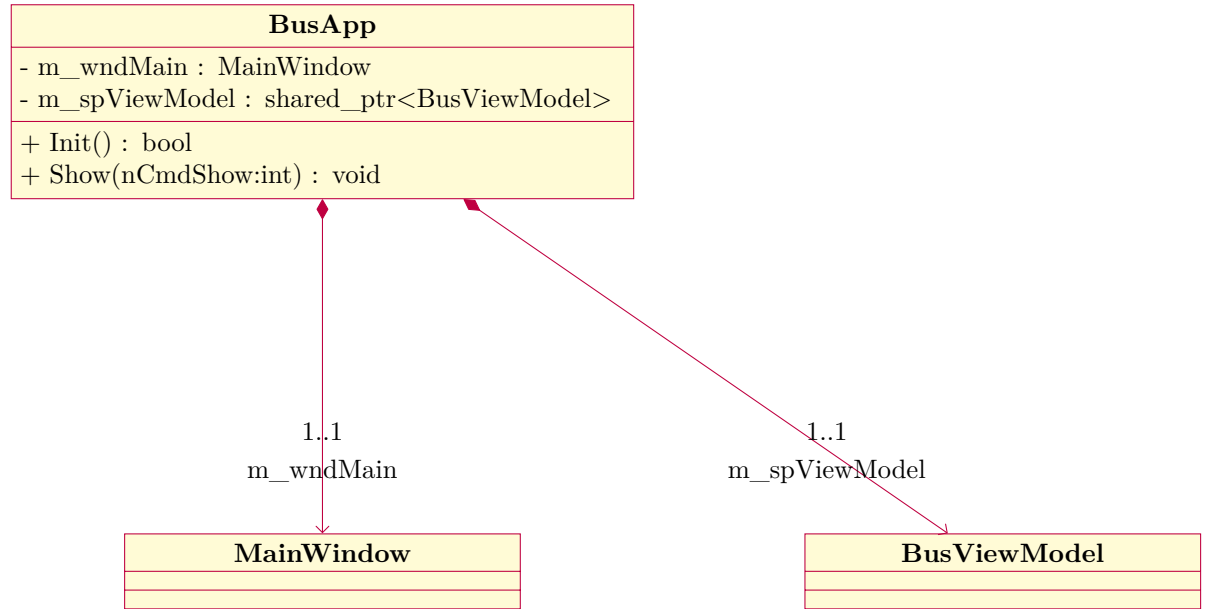 BusApp
- m_wndMain : MainWindow
- m_spViewModel : shared_ptr<BusViewModel>
+ Init() : bool
+ Show(nCmdShow:int) : void
1..1
m_wndMain
1..1
m_spViewModel
MainWindow
BusViewModel